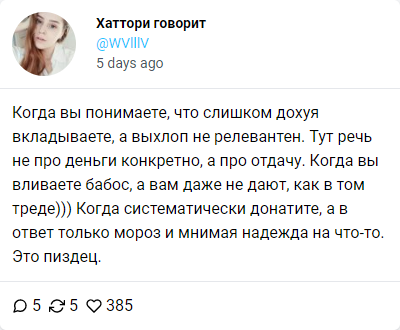 Хаттори говорит
@WVlllV
5 days ago
Когда вы понимаете, что слишком дохуя
вкладываете, а выхлоп не релевантен. Тут речь
не про деньги конкретно, а про отдачу. Когда вы
вливаете бабос, а вам даже не дают, как в том
треде))) Когда систематически донатите, а в
ответ только мороз и мнимая надежда на что-то.
Это пиздец.
5 5 385